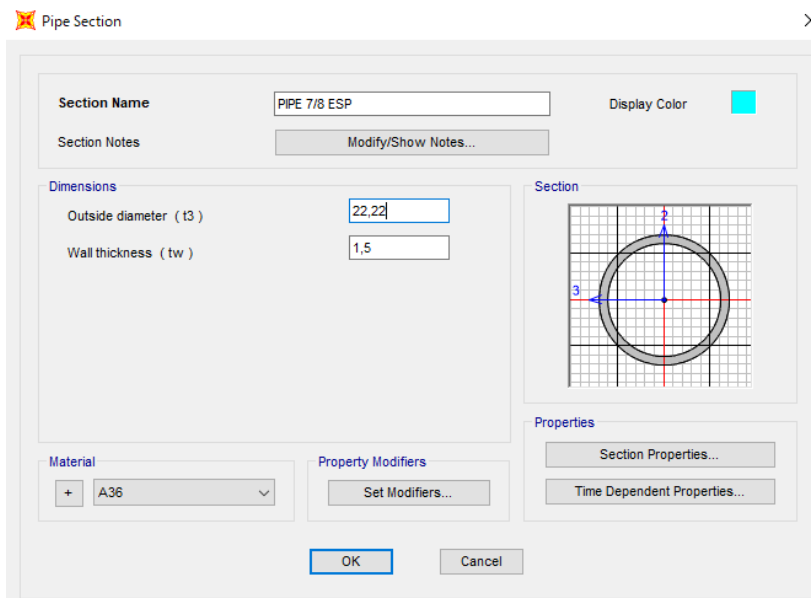 Pipe Section
Section Name
PIPE 7/8 ESP
Display Color
Section Notes
Modify/Show Notes...
Dimensions
Outside diameter ( t3 )
22,22
Wall thickness ( tw )
1,5
Section
2
3
Properties
Section Properties...
Time Dependent Properties...
Material
+
A36
Property Modifiers
Set Modifiers...
OK
Cancel